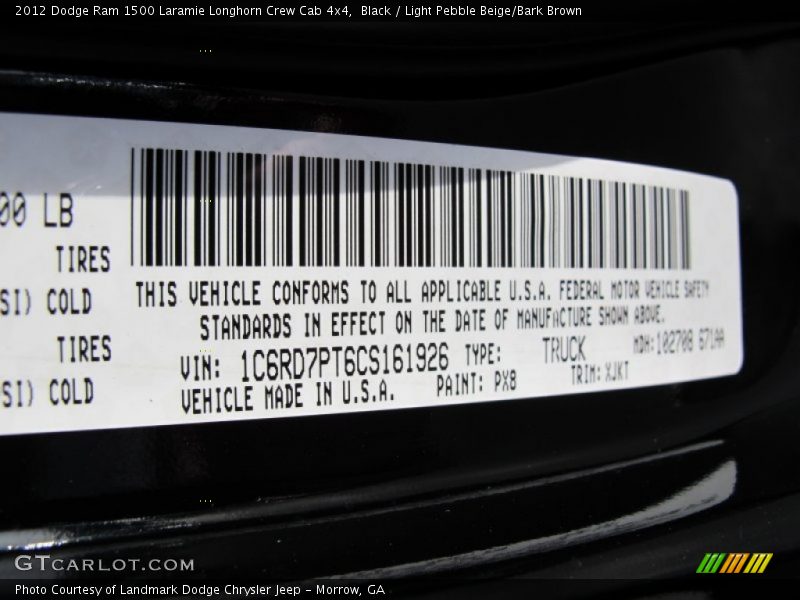 2012 Dodge Ram 1500 Laramie Longhorn Crew Cab 4x4,  Black / Light Pebble Beige/Bark Brown
00 LB
TIRES
SI) COLD
TIRES
SI) COLD
THIS VEHICLE CONFORMS TO ALL APPLICABLE U.S.A. FEDERAL MOTOR VEHICLE SAFETY
STANDARDS IN EFFECT ON THE DATE OF MANUFACTURE SHOWN ABOVE.
VIN: 1C6RD7PT6CS161926 TYPE: TRUCK MDH:102708 671AA
VEHICLE MADE IN U.S.A. PAINT: PX8 TRIM: XJKT
GTCARLOT.COM
Photo Courtesy of Landmark Dodge Chrysler Jeep - Morrow, GA